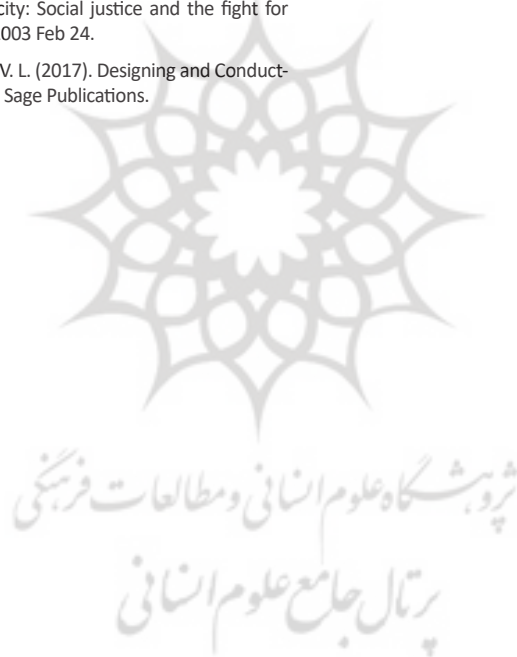 city: Social justice and the fight for
2003 Feb 24.
V. L. (2017). Designing and Conduct-
Sage Publications.
پژوهشگاه علوم انسانی و مطالعات فرهنگی
پرتال جامع علوم انسانی